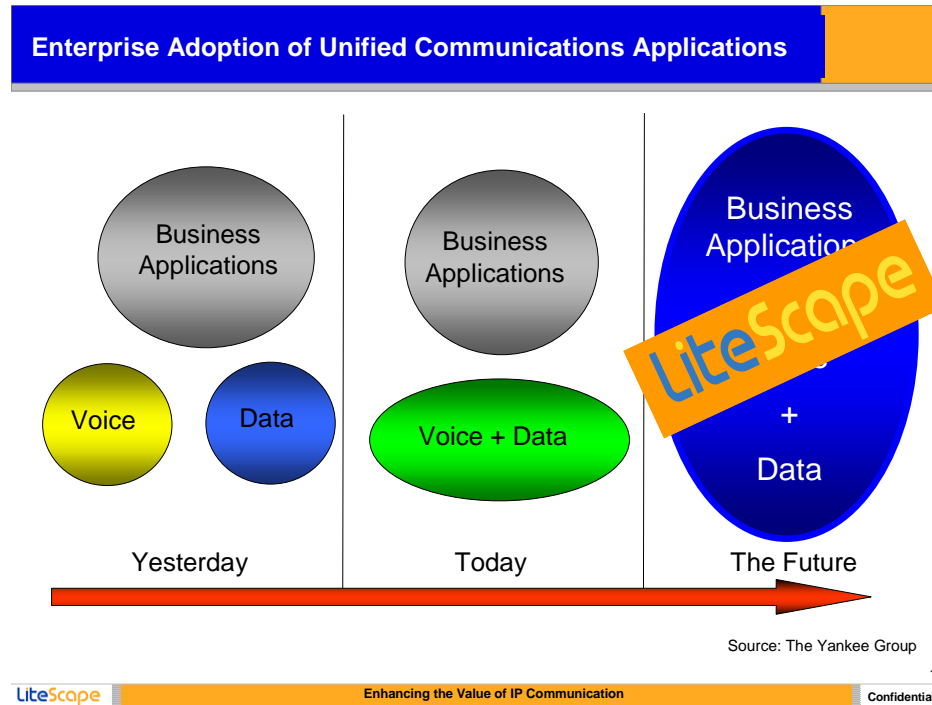 Enterprise Adoption of Unified Communications Applications
Business
Applications
Voice
Data
Yesterday
Business
Applications
Voice + Data
Today
Business
Application
LiteScape
+
Data
The Future
Source: The Yankee Group
LiteScape
Enhancing the Value of IP Communication
Confidentia